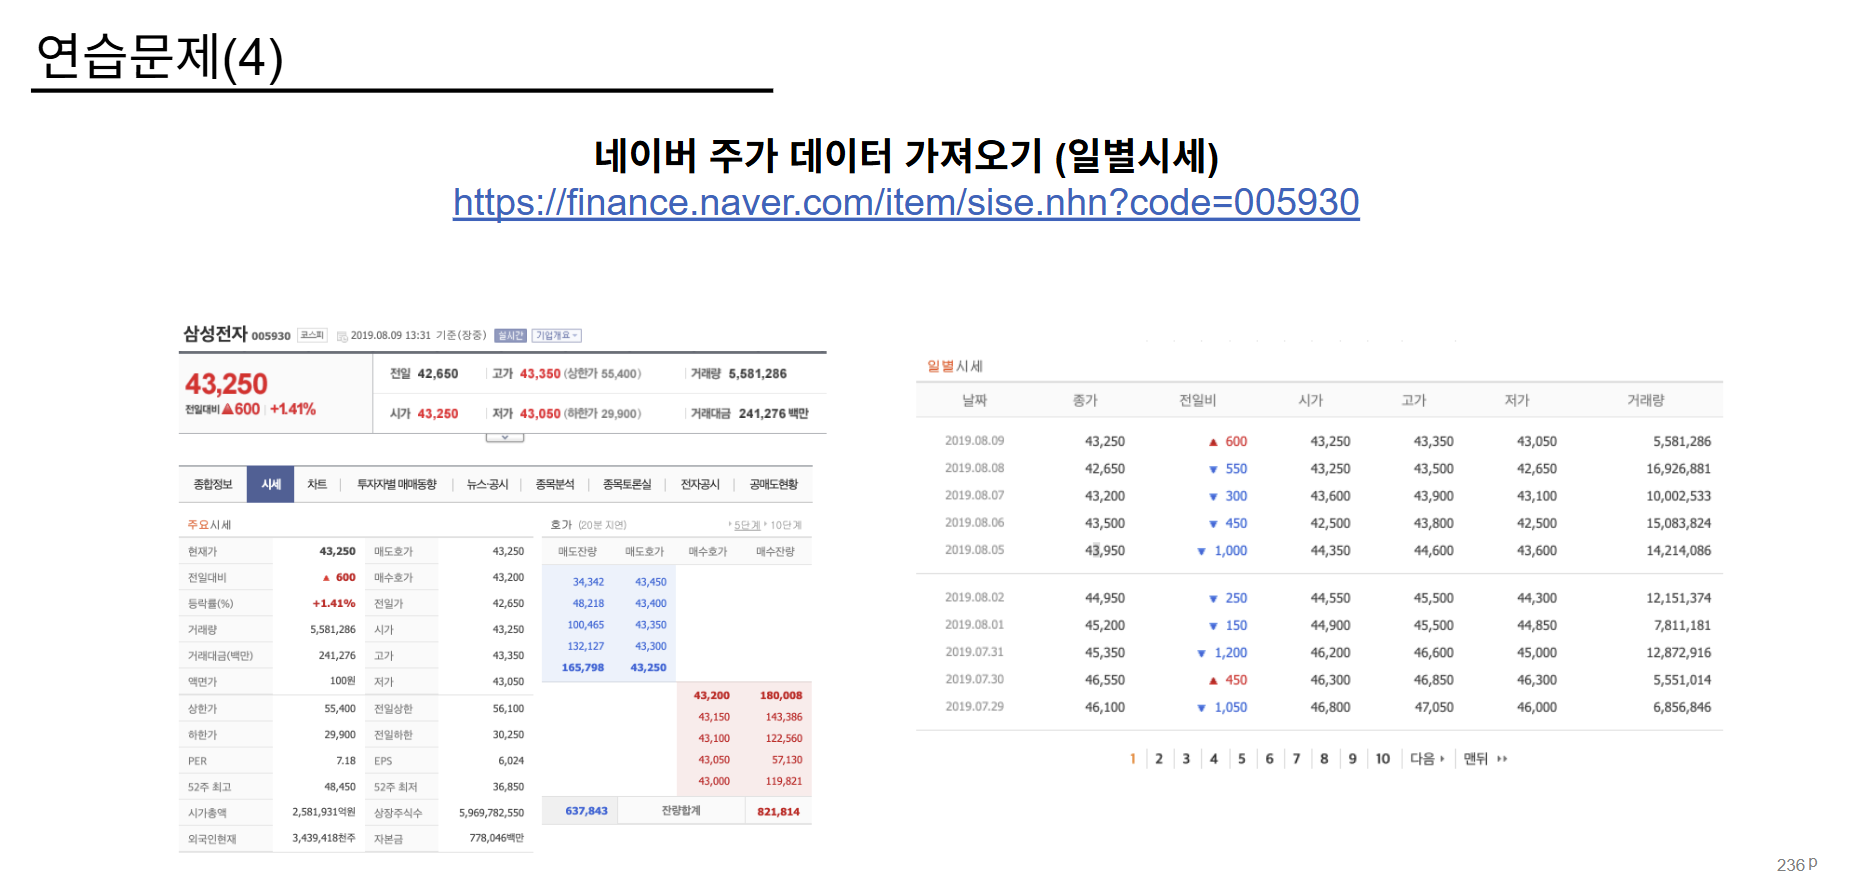 연습문제(4)
네이버 주가 데이터 가져오기 (일별시세)
https://finance.naver.com/item/sise.nhn?code=005930
삼성전자 005930 코스피 2019.08.09 13:31 기준(장중) 실시간 기업개요
43,250
전일대비 ▲600 +1.41%
전일 42,650 고가 43,350 (상한가 55,400) 거래량 5,581,286
시가 43,250 저가 43,050 (하한가 29,900) 거래대금 241,276 백만
종합정보 시세 차트 투자자별 매매동향 뉴스·공시 종목분석 종목토론실 전자공시 공매도현황
주요시세
현재가 43,250 매도호가 43,250
전일대비 ▲ 600 매수호가 43,200
등락률(%) +1.41% 전일가 42,650
거래량 5,581,286 시가 43,250
거래대금(백만) 241,276 고가 43,350
액면가 100원 저가 43,050
상한가 55,400 전일상한 56,100
하한가 29,900 전일하한 30,250
PER 7.18 EPS 6,024
52주 최고 48,450 52주 최저 36,850
시가총액 2,581,931억원 상장주식수 5,969,782,550
외국인현재 3,439,418천주 자본금 778,046백만
호가 (20분 지연) 5단계 10단계
매도잔량 매도호가 매수호가 매수잔량
34,342 43,450
48,218 43,400
100,465 43,350
132,127 43,300
165,798 43,250
43,200 180,008
43,150 143,386
43,100 122,560
43,050 57,130
43,000 119,821
637,843 잔량합계 821,814
일별시세
날짜 종가 전일비 시가 고가 저가 거래량
2019.08.09 43,250 ▲ 600 43,250 43,350 43,050 5,581,286
2019.08.08 42,650 ▼ 550 43,250 43,500 42,650 16,926,881
2019.08.07 43,200 ▼ 300 43,600 43,900 43,100 10,002,533
2019.08.06 43,500 ▼ 450 42,500 43,800 42,500 15,083,824
2019.08.05 43,950 ▼ 1,000 44,350 44,600 43,600 14,214,086
2019.08.02 44,950 ▼ 250 44,550 45,500 44,300 12,151,374
2019.08.01 45,200 ▼ 150 44,900 45,500 44,850 7,811,181
2019.07.31 45,350 ▼ 1,200 46,200 46,600 45,000 12,872,916
2019.07.30 46,550 ▲ 450 46,300 46,850 46,300 5,551,014
2019.07.29 46,100 ▼ 1,050 46,800 47,050 46,000 6,856,846
1 2 3 4 5 6 7 8 9 10 다음 맨뒤
236 p